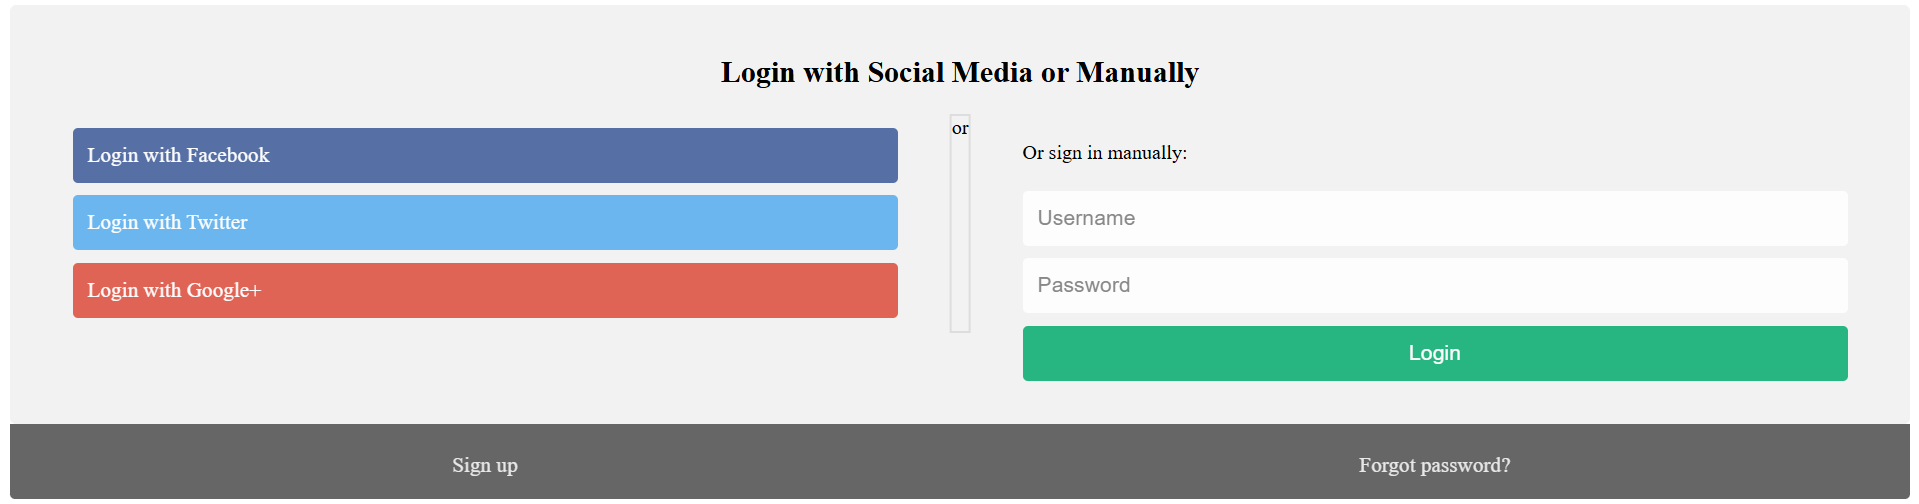 Login with Social Media or Manually
Login with Facebook
Login with Twitter
Login with Google+
or
Or sign in manually:
Username
Password
Login
Sign up
Forgot password?